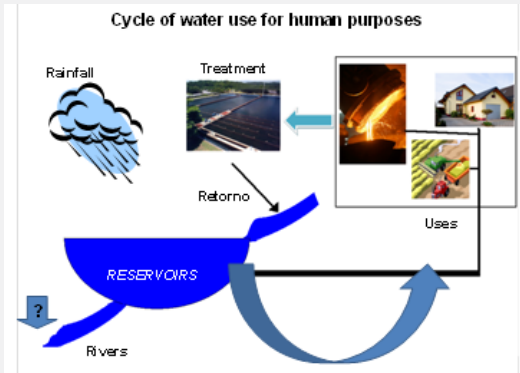 Cycle of water use for human purposes
Rainfall
Treatment
Retorno
Uses
RESERVOIRS
?
Rivers